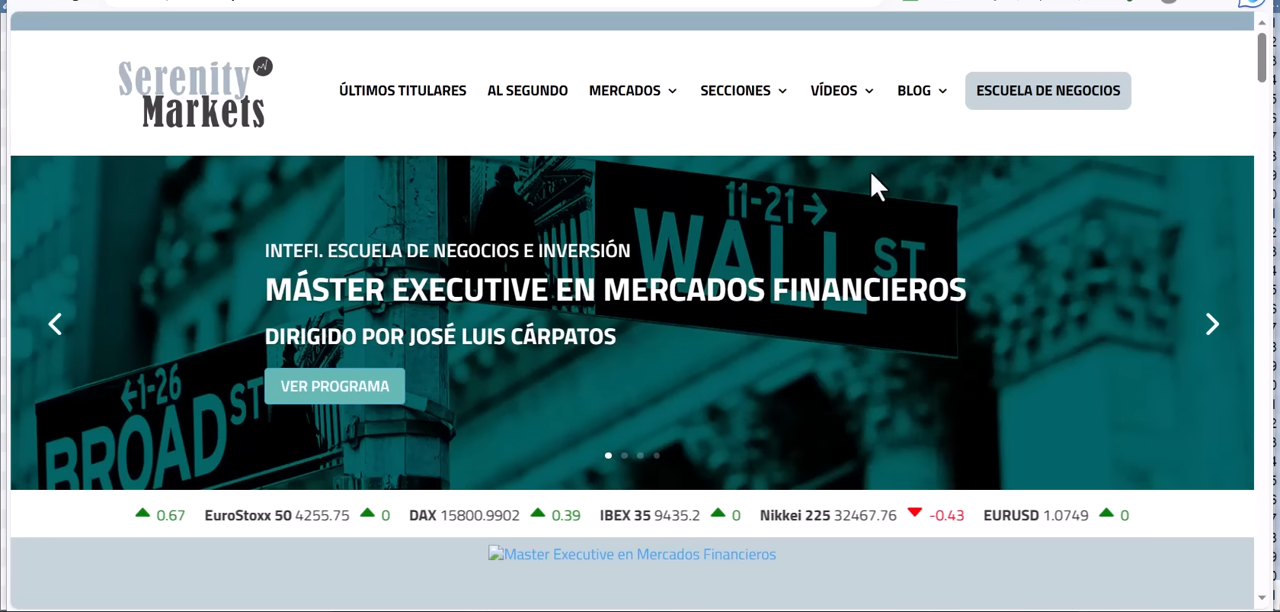 Serenity
Markets
ÚLTIMOS TITULARES AL SEGUNDO MERCADOS SECCIONES VÍDEOS BLOG ESCUELA DE NEGOCIOS
11-21 →
WALL ST
INTEFI. ESCUELA DE NEGOCIOS E INVERSIÓN
MÁSTER EXECUTIVE EN MERCADOS FINANCIEROS
DIRIGIDO POR JOSÉ LUIS CÁRPATOS
VER PROGRAMA
←1-26
BROAD ST
0.67 EuroStoxx 50 4255.75 0 DAX 15800.9902 0.39 IBEX 35 9435.2 0 Nikkei 225 32467.76 -0.43 EURUSD 1.0749 0
Master Executive en Mercados Financieros